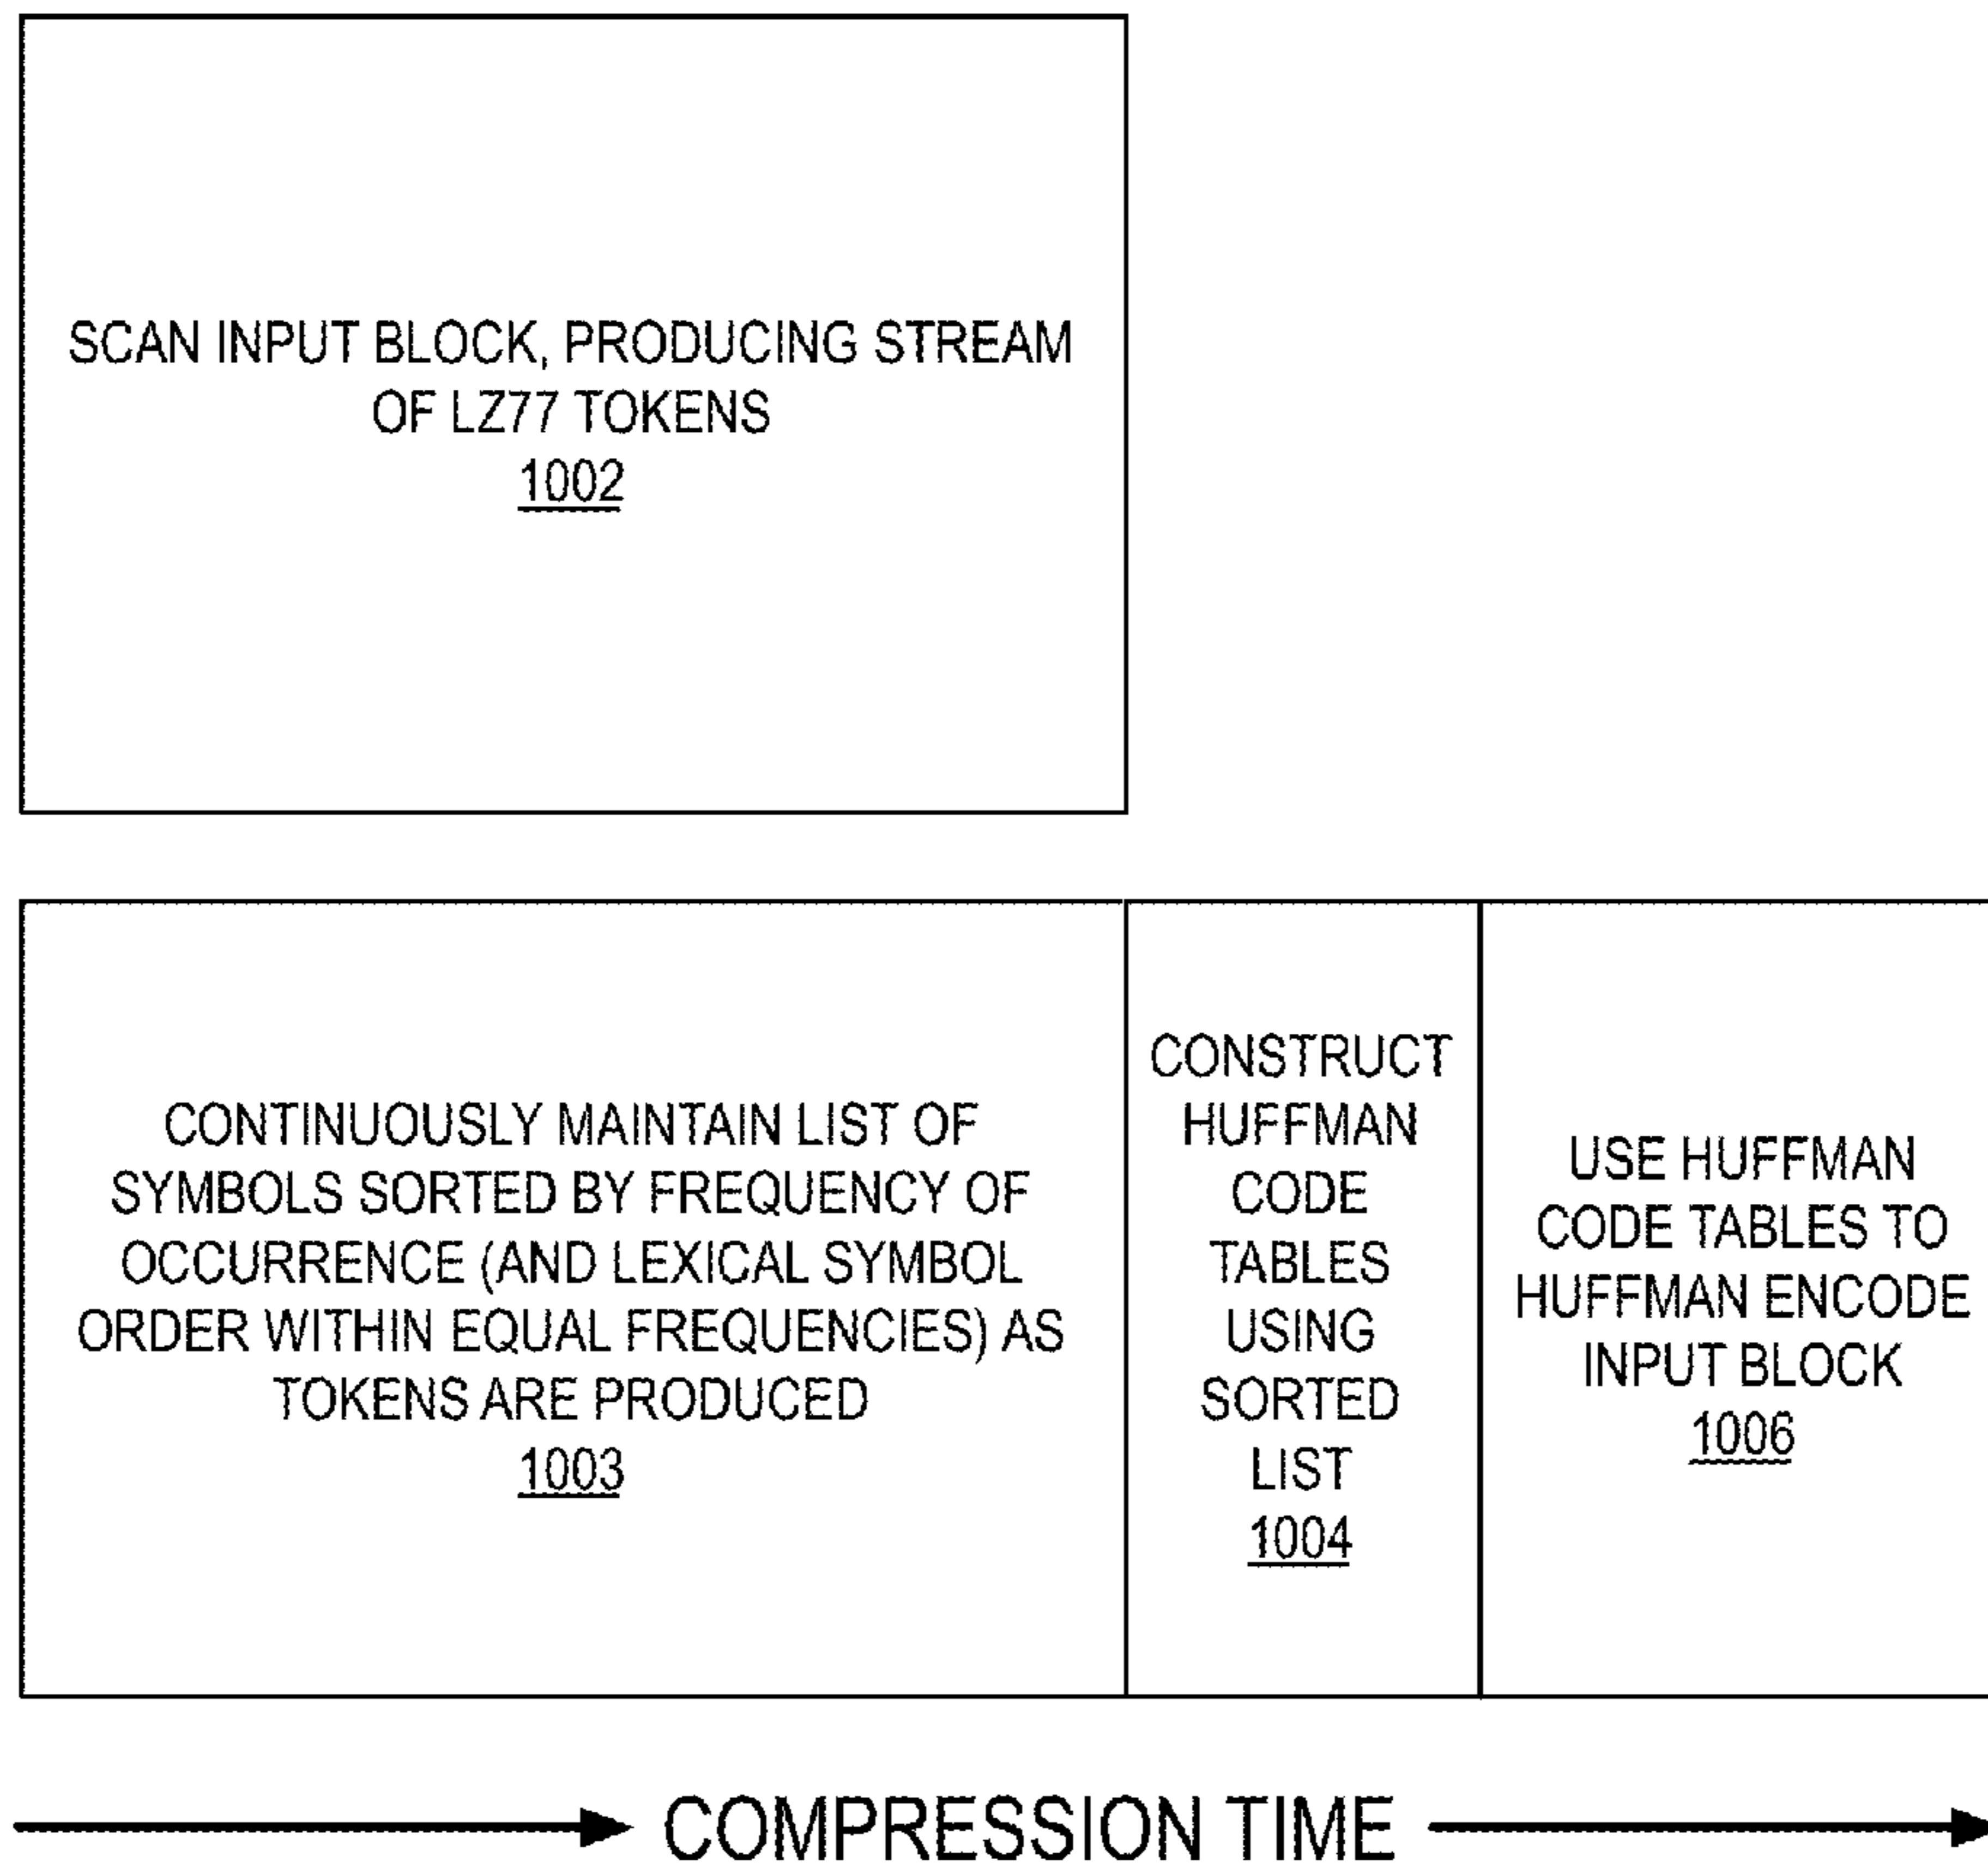 SCAN INPUT BLOCK, PRODUCING STREAM
OF LZ77 TOKENS
1002
CONTINUOUSLY MAINTAIN LIST OF
SYMBOLS SORTED BY FREQUENCY OF
OCCURRENCE (AND LEXICAL SYMBOL
ORDER WITHIN EQUAL FREQUENCIES) AS
TOKENS ARE PRODUCED
1003
CONSTRUCT
HUFFMAN
CODE
TABLES
USING
SORTED
LIST
1004
USE HUFFMAN
CODE TABLES TO
HUFFMAN ENCODE
INPUT BLOCK
1006
COMPRESSION TIME